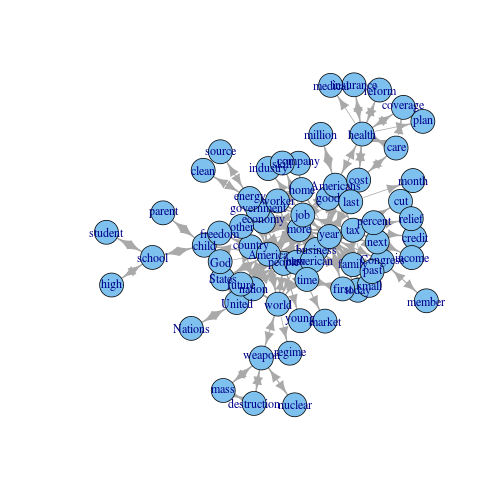 medical
insurance
reform
coverage
plan
million
health
care
source
clean
industry
company
cost
month
Americans
home
good
last
cut
energy
worker
government
parent
job
percent
relief
economy
student
freedom
other
more
year
tax
credit
next
school
child
country
business
God
America
people
American
family
Congress
income
past
high
States
future
nation
time
first
today
small
member
United
world
young
market
Nations
weapon
regime
mass
destruction
nuclear